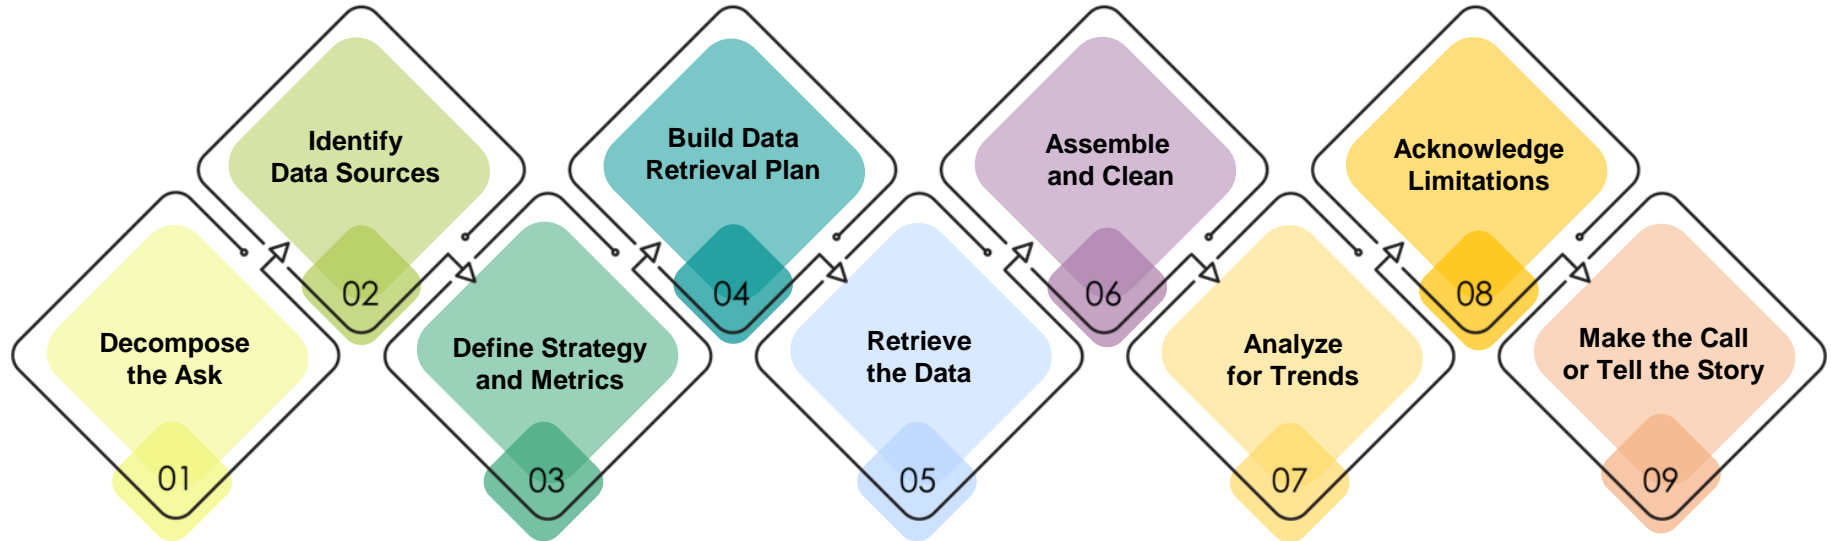 Decompose
the Ask
01
Identify
Data Sources
02
Define Strategy
and Metrics
03
Build Data
Retrieval Plan
04
Retrieve
the Data
05
Assemble
and Clean
06
Analyze
for Trends
07
Acknowledge
Limitations
08
Make the Call
or Tell the Story
09